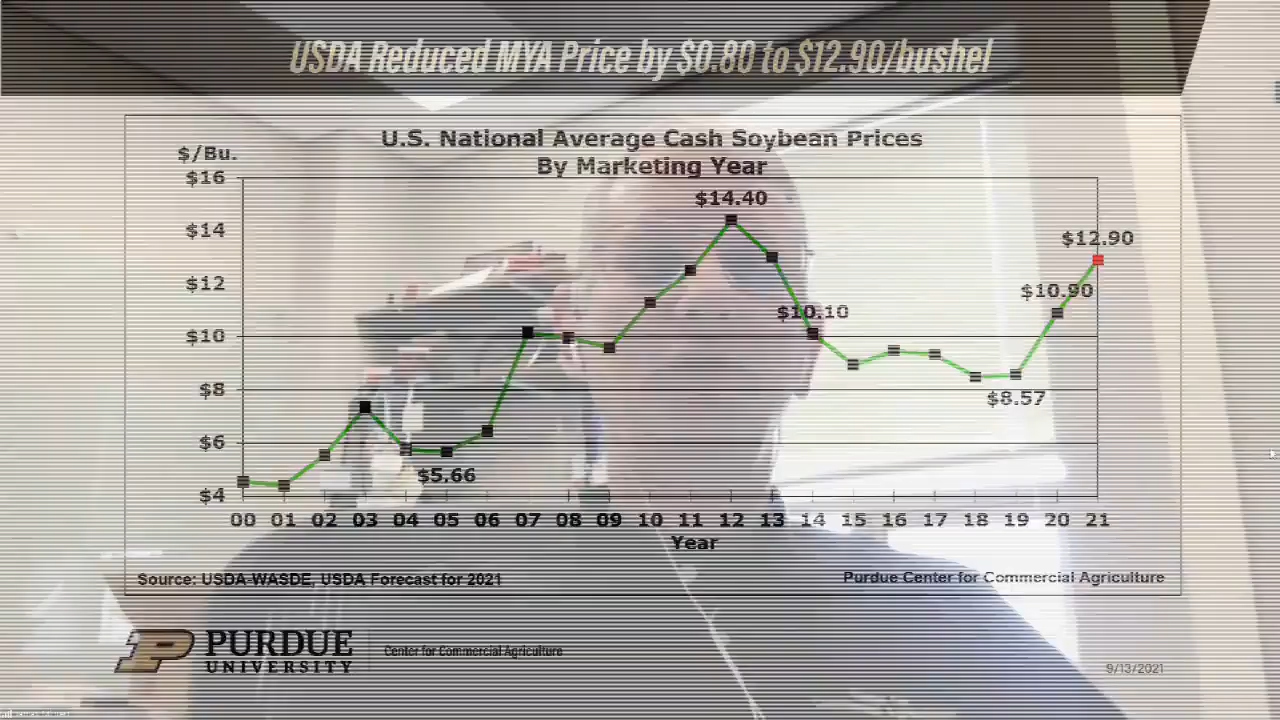 USDA Reduced MYA Price by $0.80 to $12.90/bushel
U.S. National Average Cash Soybean Prices
By Marketing Year
$/Bu.
$16
$14
$12
$10
$8
$6
$4
$14.40
$12.90
$10.90
$10.10
$8.57
$5.66
00 01 02 03 04 05 06 07 08 09 10 11 12 13 14 15 16 17 18 19 20 21
Year
Source: USDA-WASDE, USDA Forecast for 2021
Purdue Center for Commercial Agriculture
PURDUE
UNIVERSITY
Center for Commercial Agriculture
9/13/2021